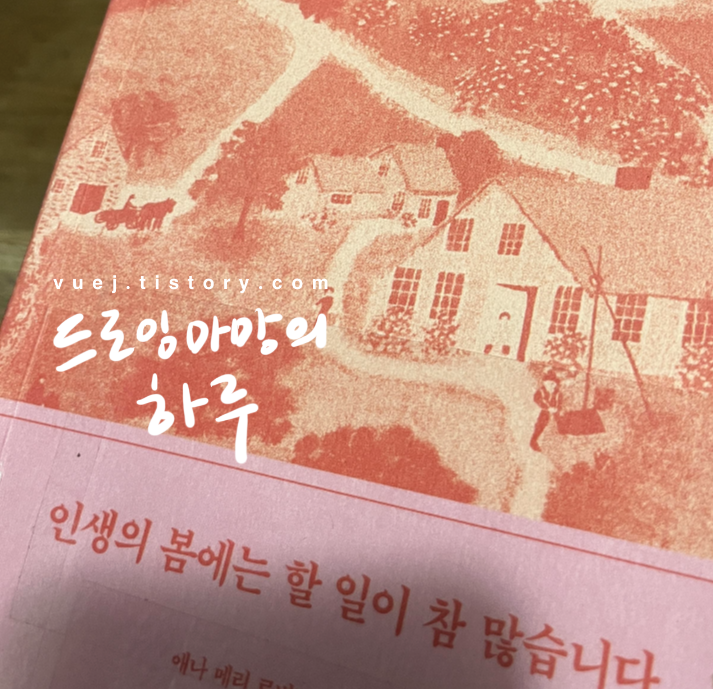 vuej.tistory.com
드로잉마망의
하루
인생의 봄에는 할 일이 참 많습니다
애나 메리